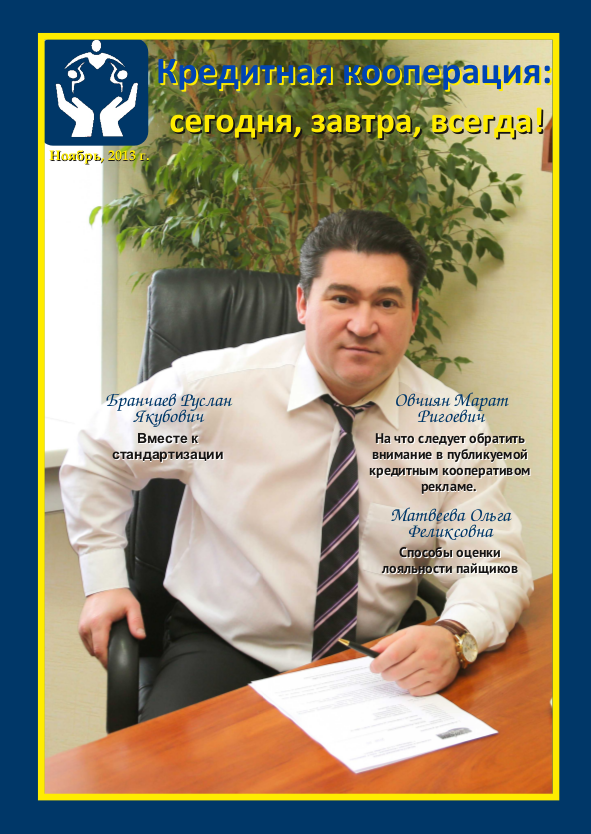 Кредитная кооперация:
сегодня, завтра, всегда!
Ноябрь, 2013 г.
Бранчаев Руслан
Якубович
Вместе к
стандартизации
Овчиян Марат
Ригоевич
На что следует обратить
внимание в публикуемой
кредитным кооперативом
рекламе.
Матвеева Ольга
Феликсовна
Способы оценки
лояльности пайщиков